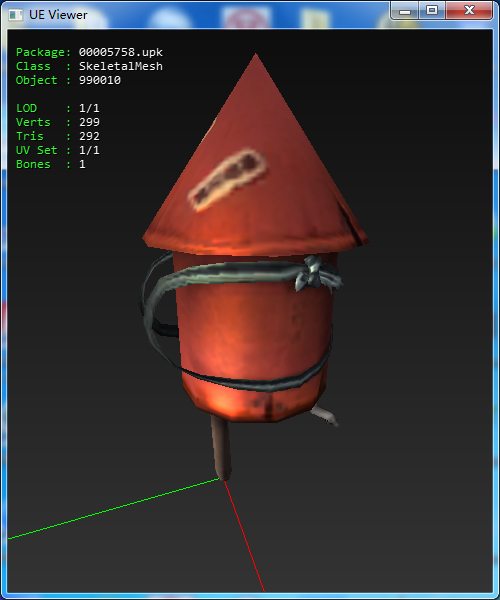 UE Viewer
Package: 00005758.upk
Class : SkeletalMesh
Object : 990010
LOD : 1/1
Verts : 299
Tris : 292
UV Set : 1/1
Bones : 1